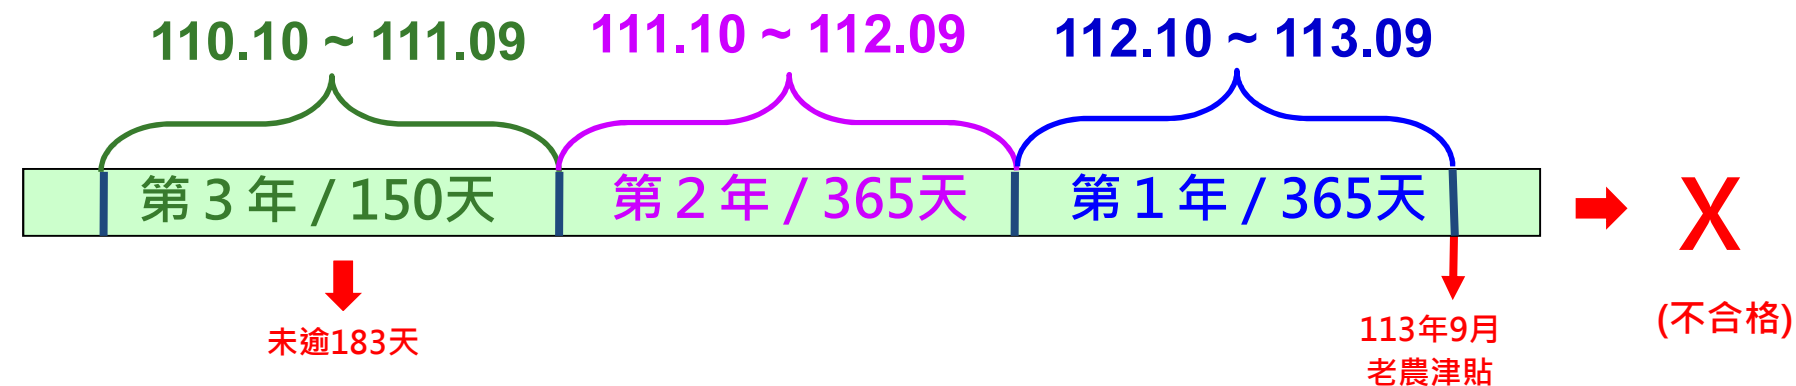 110.10 ~ 111.09
111.10 ~ 112.09
112.10 ~ 113.09
第 3 年 / 150天
第 2 年 / 365天
第 1 年 / 365天
X
(不合格)
未逾183天
113年9月
老農津貼